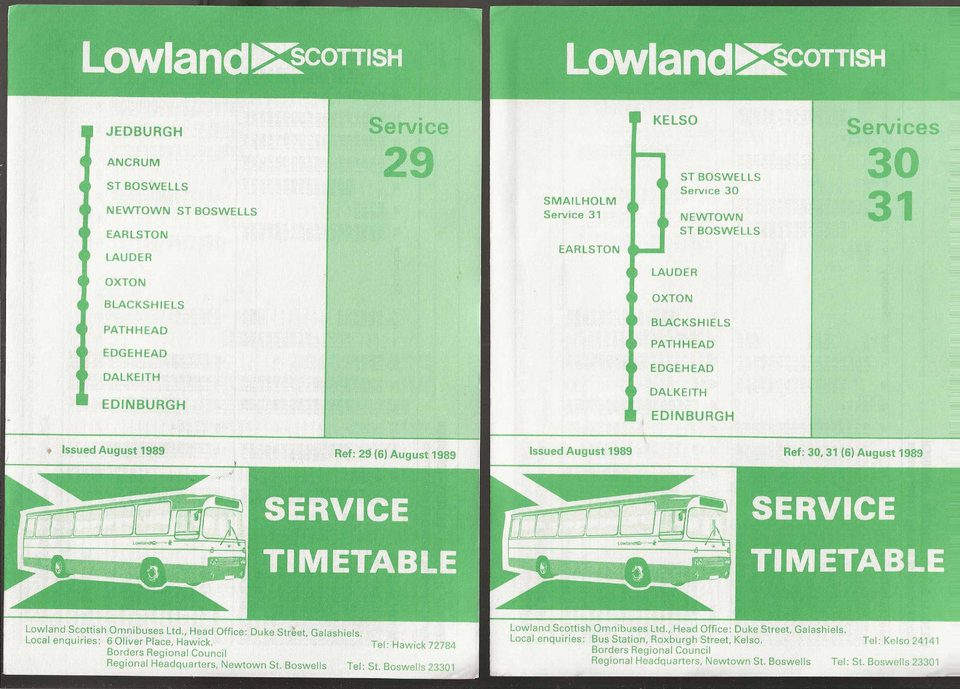 Lowland SCOTTISH
JEDBURGH
ANCRUM
ST BOSWELLS
NEWTOWN ST BOSWELLS
EARLSTON
LAUDER
OXTON
BLACKSHIELS
PATHHEAD
EDGEHEAD
DALKEITH
EDINBURGH
Service
29
Issued August 1989
Ref: 29 (6) August 1989
SERVICE
TIMETABLE
Lowland
Lowland Scottish Omnibuses Ltd., Head Office: Duke Street, Galashiels.
Local enquiries: 6 Oliver Place, Hawick. Tel: Hawick 72784
Borders Regional Council
Regional Headquarters, Newtown St. Boswells Tel: St. Boswells 23301
Lowland SCOTTISH
KELSO
ST BOSWELLS
Service 30
SMAILHOLM
Service 31
NEWTOWN
ST BOSWELLS
EARLSTON
LAUDER
OXTON
BLACKSHIELS
PATHHEAD
EDGEHEAD
DALKEITH
EDINBURGH
Services
30
31
Issued August 1989
Ref: 30, 31 (6) August 1989
SERVICE
TIMETABLE
Lowland
Lowland Scottish Omnibuses Ltd., Head Office: Duke Street, Galashiels.
Local enquiries: Bus Station, Roxburgh Street, Kelso. Tel: Kelso 24141
Borders Regional Council
Regional Headquarters, Newtown St. Boswells Tel: St. Boswells 23301